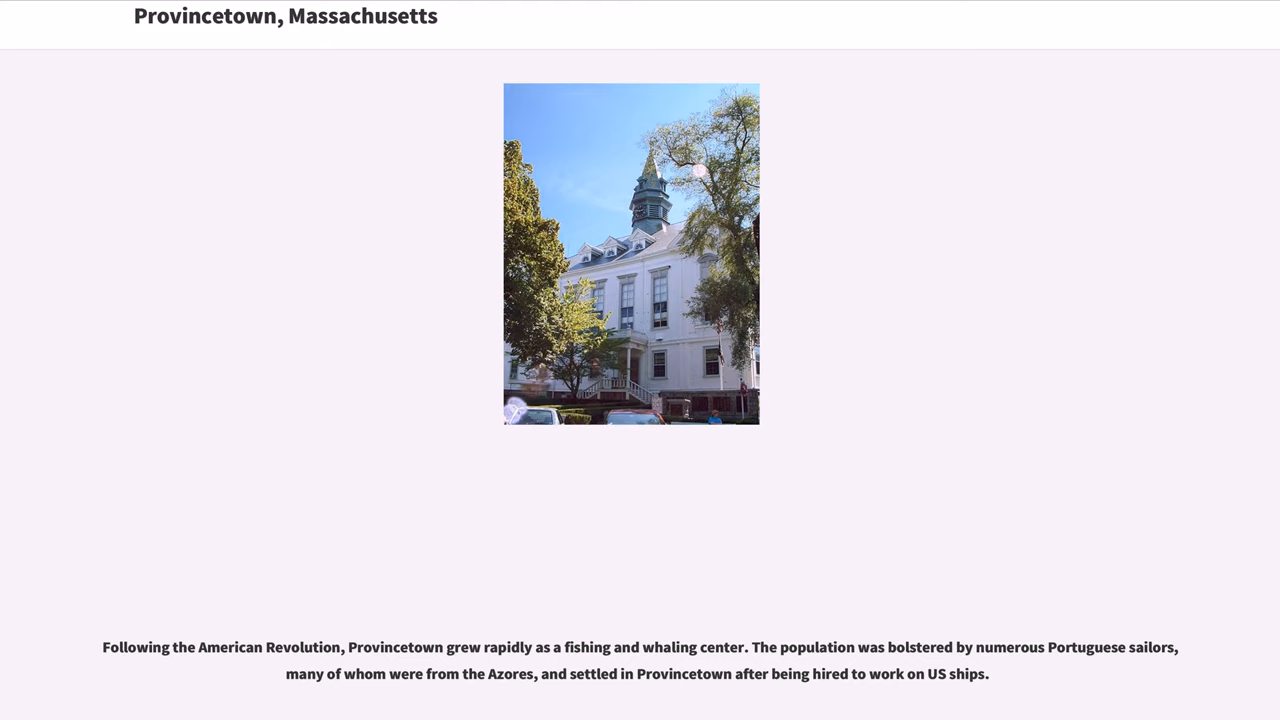 Provincetown, Massachusetts
Following the American Revolution, Provincetown grew rapidly as a fishing and whaling center. The population was bolstered by numerous Portuguese sailors,
many of whom were from the Azores, and settled in Provincetown after being hired to work on US ships.